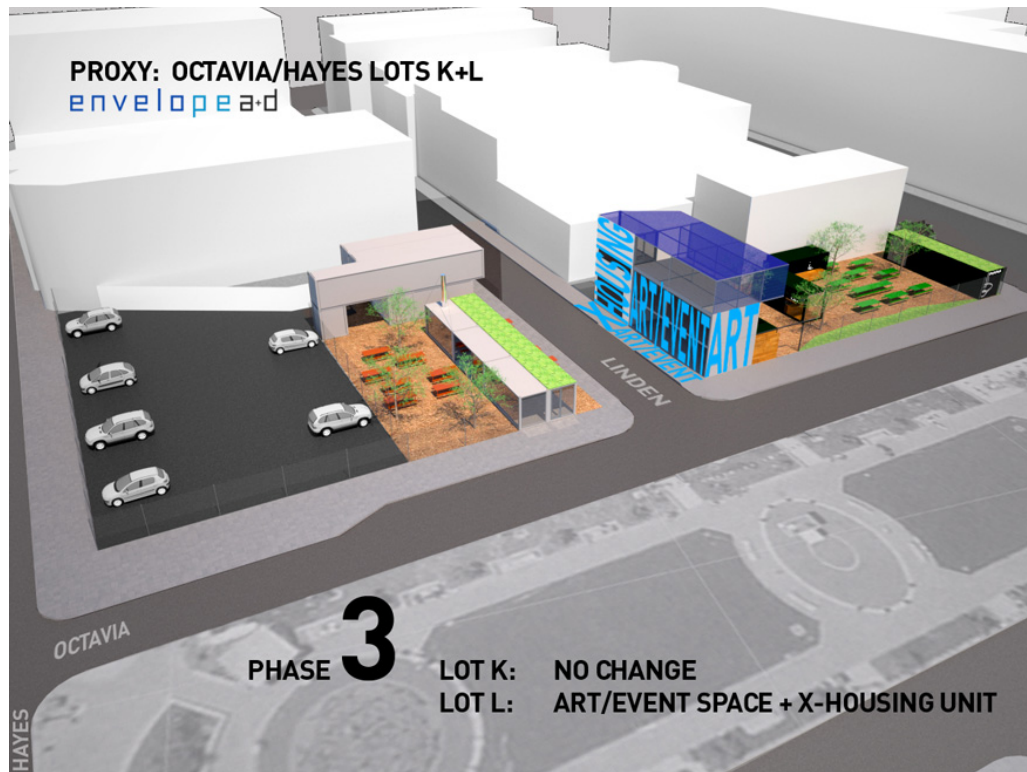 PROXY: OCTAVIA/HAYES LOTS K+L
envelope a+d
HOUSING
ART/EVENT
ART
ART/EVENT
LINDEN
OCTAVIA
HAYES
PHASE 3
LOT K: NO CHANGE
LOT L: ART/EVENT SPACE + X-HOUSING UNIT